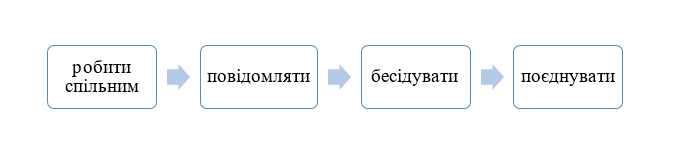 робити
спільним
повідомляти
бесідувати
поєднувати